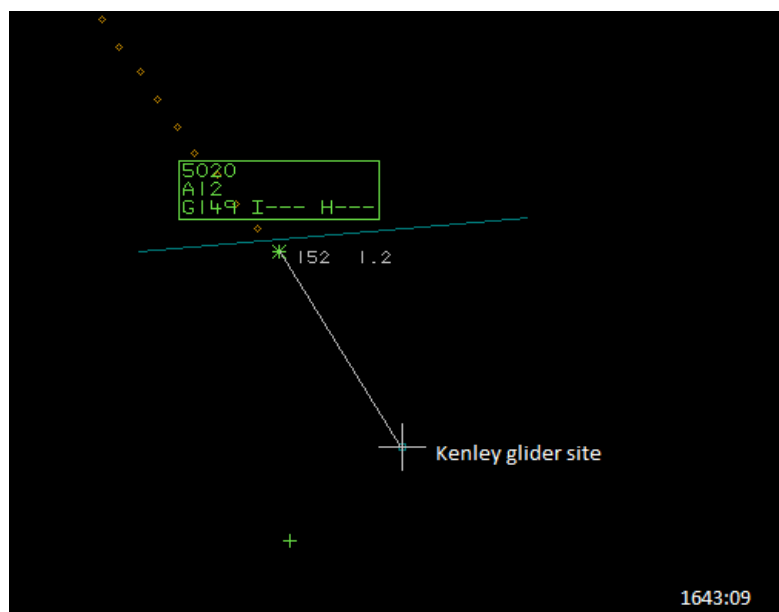 5020
A12
G149 I--- H---
152 1.2
Kenley glider site
1643:09